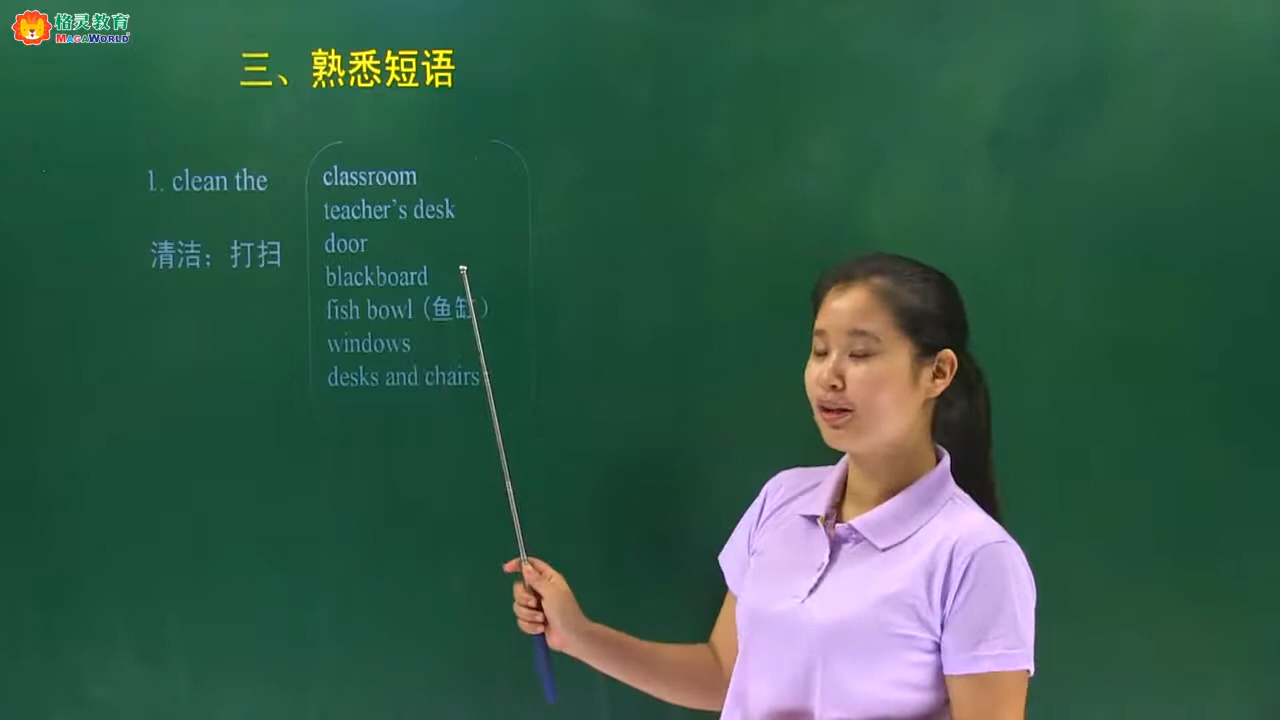 格灵教育
MAGAWORLD
三、熟悉短语
1. clean the
清洁；打扫
classroom
teacher's desk
door
blackboard
fish bowl (鱼缸)
windows
desks and chairs